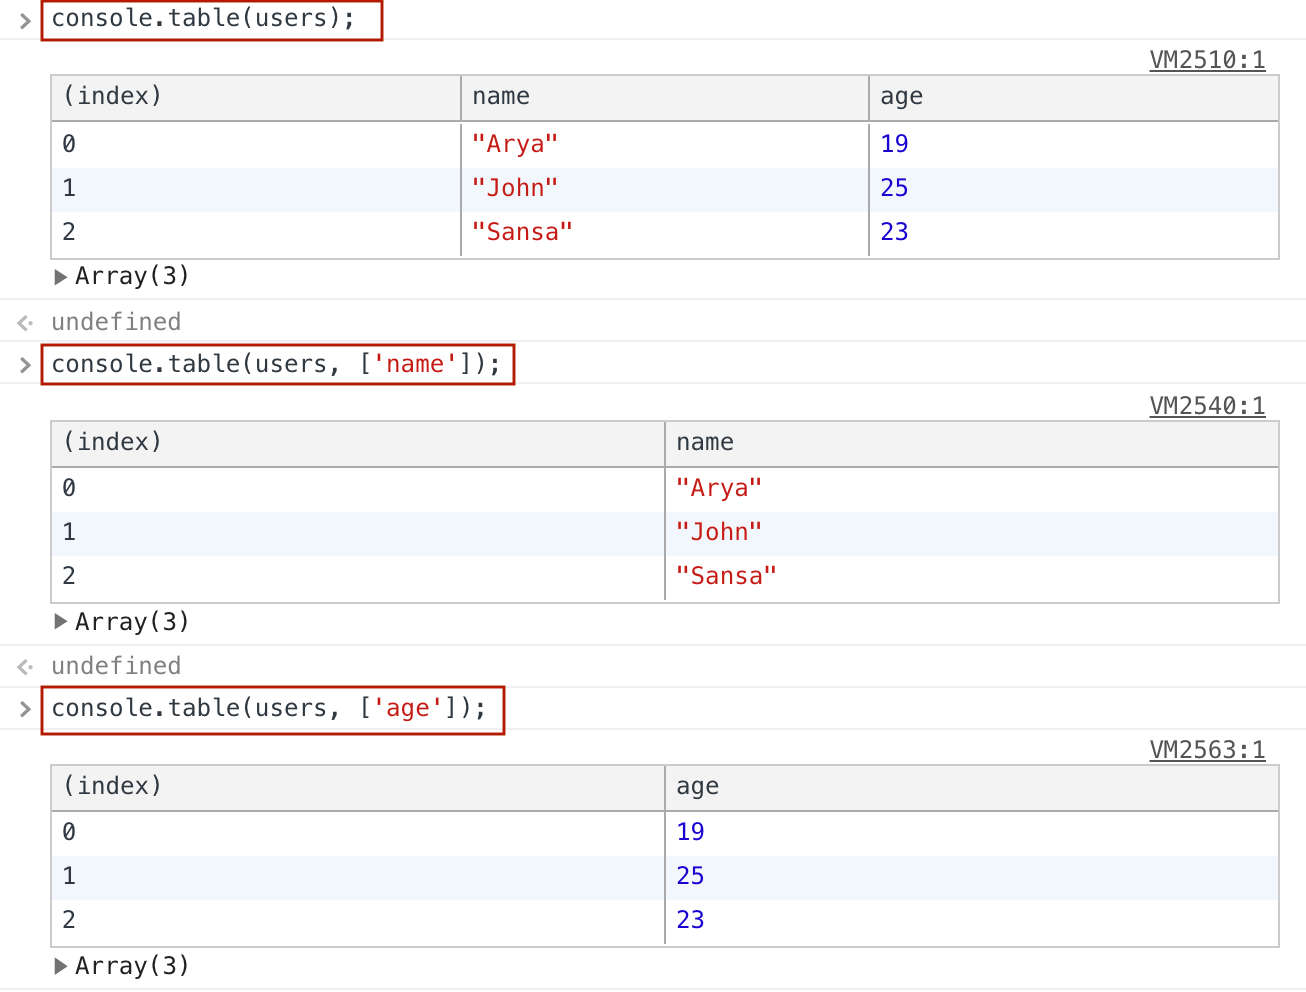 > console.table(users);
VM2510:1
(index) name age
0 "Arya" 19
1 "John" 25
2 "Sansa" 23
▶ Array(3)
undefined
> console.table(users, ['name']);
VM2540:1
(index) name
0 "Arya"
1 "John"
2 "Sansa"
▶ Array(3)
undefined
> console.table(users, ['age']);
VM2563:1
(index) age
0 19
1 25
2 23
▶ Array(3)